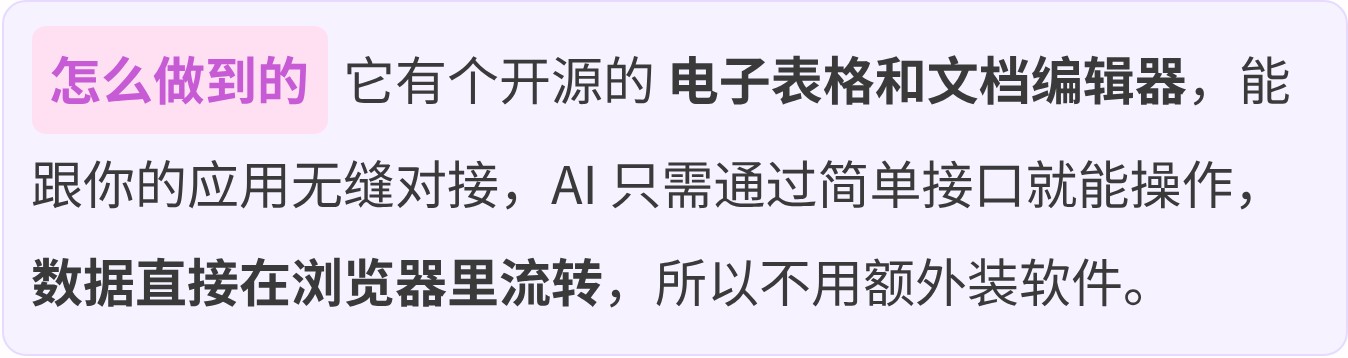 怎么做到的 它有个开源的 电子表格和文档编辑器，能
跟你的应用无缝对接，AI 只需通过简单接口就能操作，
数据直接在浏览器里流转，所以不用额外装软件。